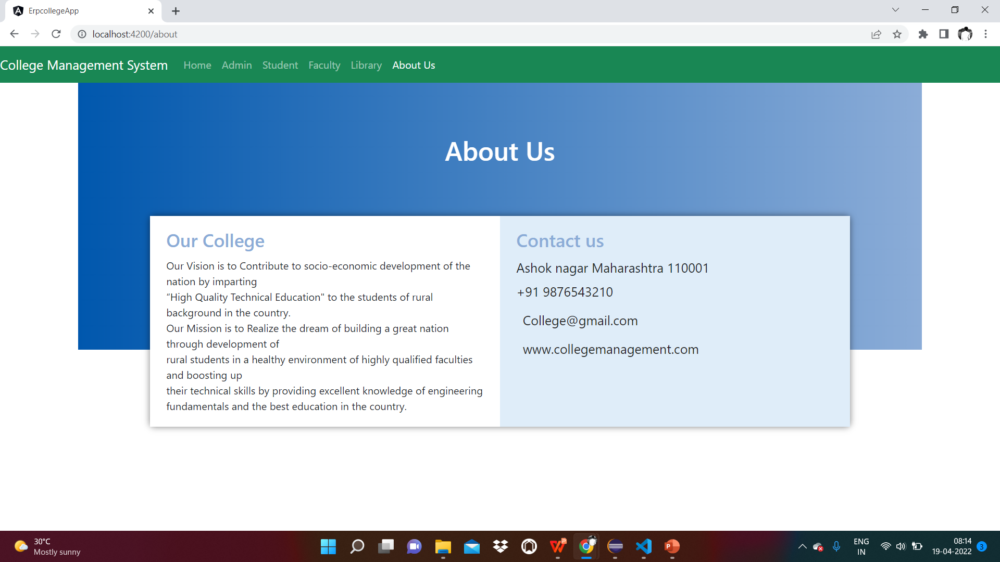 ErpcollegeApp
localhost:4200/about
College Management System Home Admin Student Faculty Library About Us
About Us
Our College
Our Vision is to Contribute to socio-economic development of the
nation by imparting
“High Quality Technical Education" to the students of rural
background in the country.
Our Mission is to Realize the dream of building a great nation
through development of
rural students in a healthy environment of highly qualified faculties
and boosting up
their technical skills by providing excellent knowledge of engineering
fundamentals and the best education in the country.
Contact us
Ashok nagar Maharashtra 110001
+91 9876543210
College@gmail.com
www.collegemanagement.com
30°C
Mostly sunny
ENG
IN
08:14
19-04-2022
3